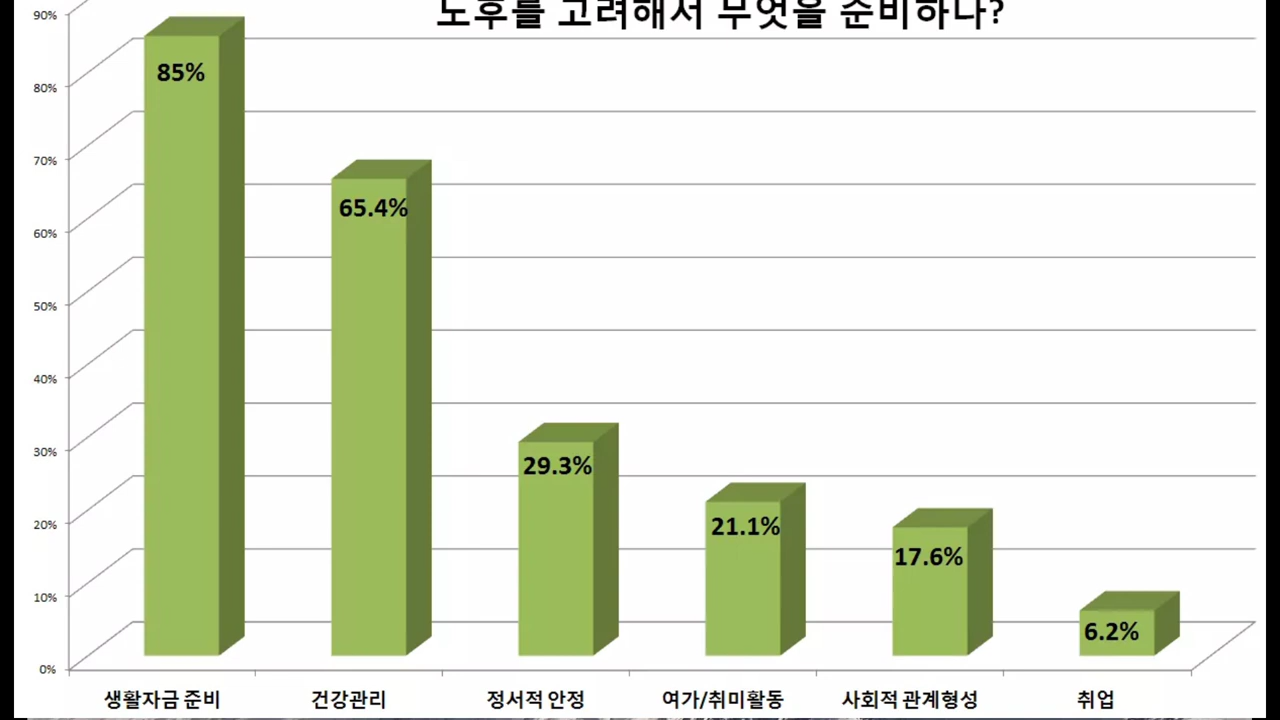 노후를 고려해서 무엇을 준비하나?
90%
80%
70%
60%
50%
40%
30%
20%
10%
0%
85%
65.4%
29.3%
21.1%
17.6%
6.2%
생활자금 준비
건강관리
정서적 안정
여가/취미활동
사회적 관계형성
취업